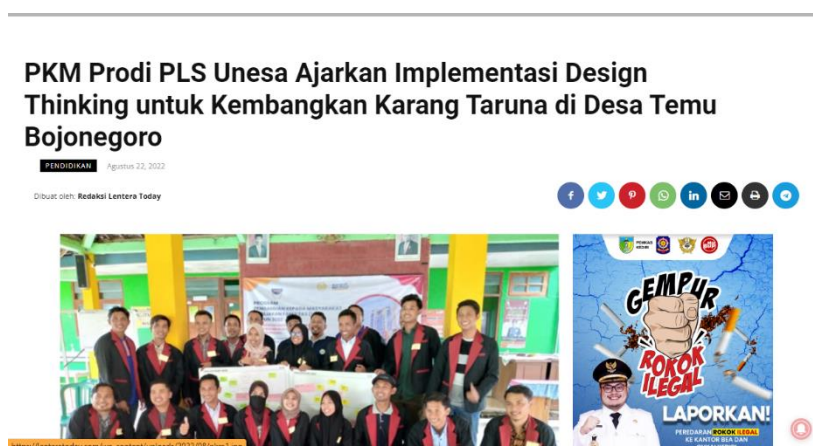 PKM Prodi PLS Unesa Ajarkan Implementasi Design
Thinking untuk Kembangkan Karang Taruna di Desa Temu
Bojonegoro
PENDIDIKAN Agustus 22, 2022
Dibuat oleh: Redaksi Lentera Today
GEMPUR
ROKOK
ILEGAL
LAPORKAN!
PEREDARAN ROKOK ILEGAL
KE KANTOR BEA DAN